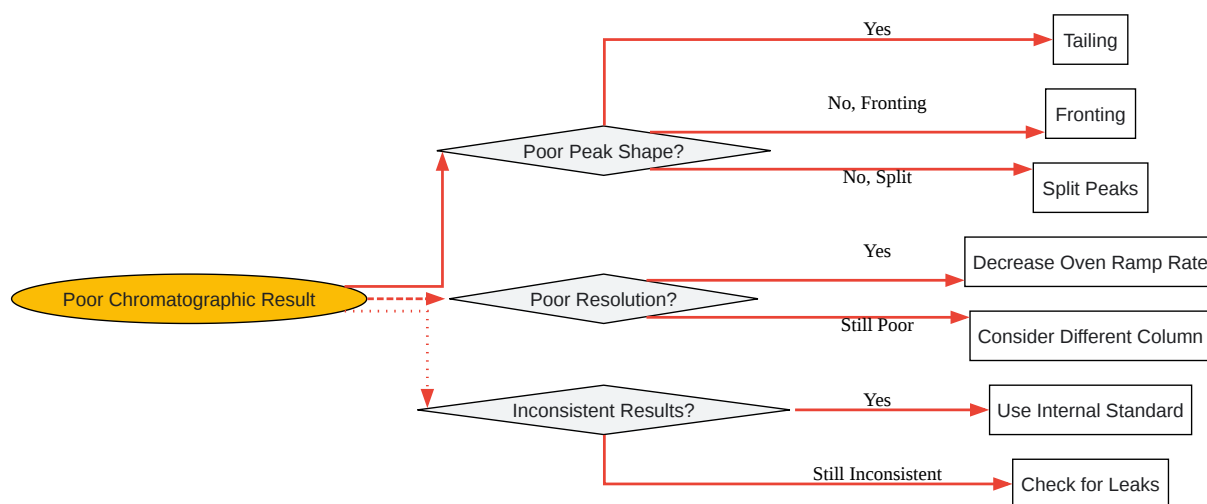 Yes
Tailing
No, Fronting
Fronting
Poor Peak Shape?
No, Split
Split Peaks
Yes
Decrease Oven Ramp Rate
Poor Chromatographic Result
Poor Resolution?
Still Poor
Consider Different Column
Yes
Inconsistent Results?
Use Internal Standard
Still Inconsistent
Check for Leaks